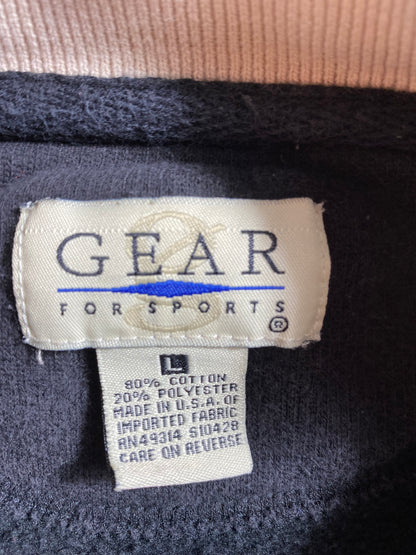 GEAR
FOR SPORTS
®
L
80% COTTON
20% POLYESTER
MADE IN U.S.A. OF
IMPORTED FABRIC
RN49314 S10428
CARE ON REVERSE